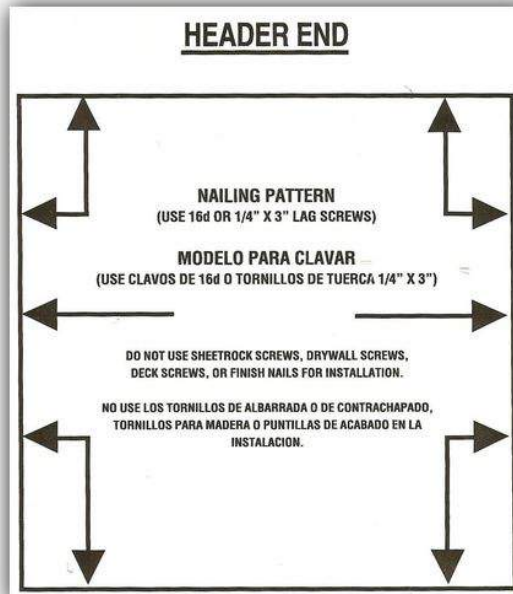 HEADER END
NAILING PATTERN
(USE 16d OR 1/4" X 3" LAG SCREWS)
MODELO PARA CLAVAR
(USE CLAVOS DE 16d O TORNILLOS DE TUERCA 1/4" X 3")
DO NOT USE SHEETROCK SCREWS, DRYWALL SCREWS,
DECK SCREWS, OR FINISH NAILS FOR INSTALLATION.
NO USE LOS TORNILLOS DE ALBARRADA O DE CONTRACHAPADO,
TORNILLOS PARA MADERA O PUNTILLAS DE ACABADO EN LA
INSTALACION.